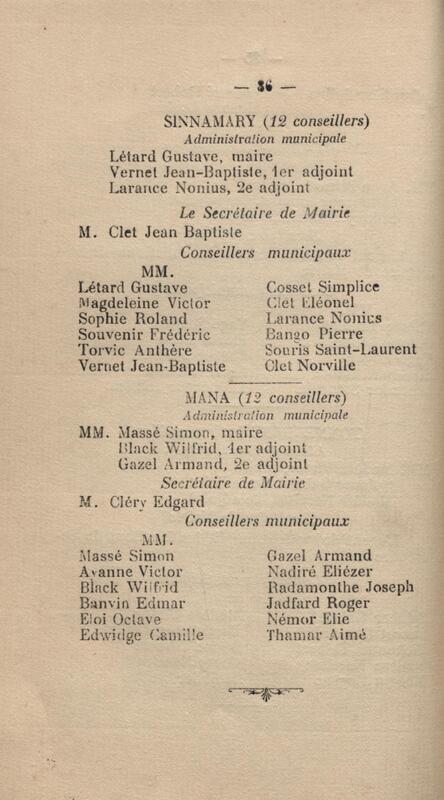 — 36 —
SINNAMARY (12 conseillers)
Administration municipale
Létard Gustave, maire
Vernet Jean-Baptiste, 1er adjoint
Larance Nonius, 2e adjoint
Le Secrétaire de Mairie
M. Clet Jean Baptiste
Conseillers municipaux
MM.
Létard Gustave
Magdeleine Victor
Sophie Roland
Souvenir Frédéric
Torvic Anthère
Vernet Jean-Baptiste
Cosset Simplice
Clet Eléonel
Larance Nonius
Bango Pierre
Souris Saint-Laurent
Clet Norville
MANA (12 conseillers)
Administration municipale
MM. Massé Simon, maire
Black Wilfrid, 1er adjoint
Gazel Armand, 2e adjoint
Secrétaire de Mairie
M. Cléry Edgard
Conseillers municipaux
MM.
Massé Simon
Avanne Victor
Black Wilfrid
Banvin Edmar
Eloi Octave
Edwidge Camille
Gazel Armand
Nadiré Eliézer
Radamonthe Joseph
Jadfard Roger
Némor Elie
Thamar Aimé